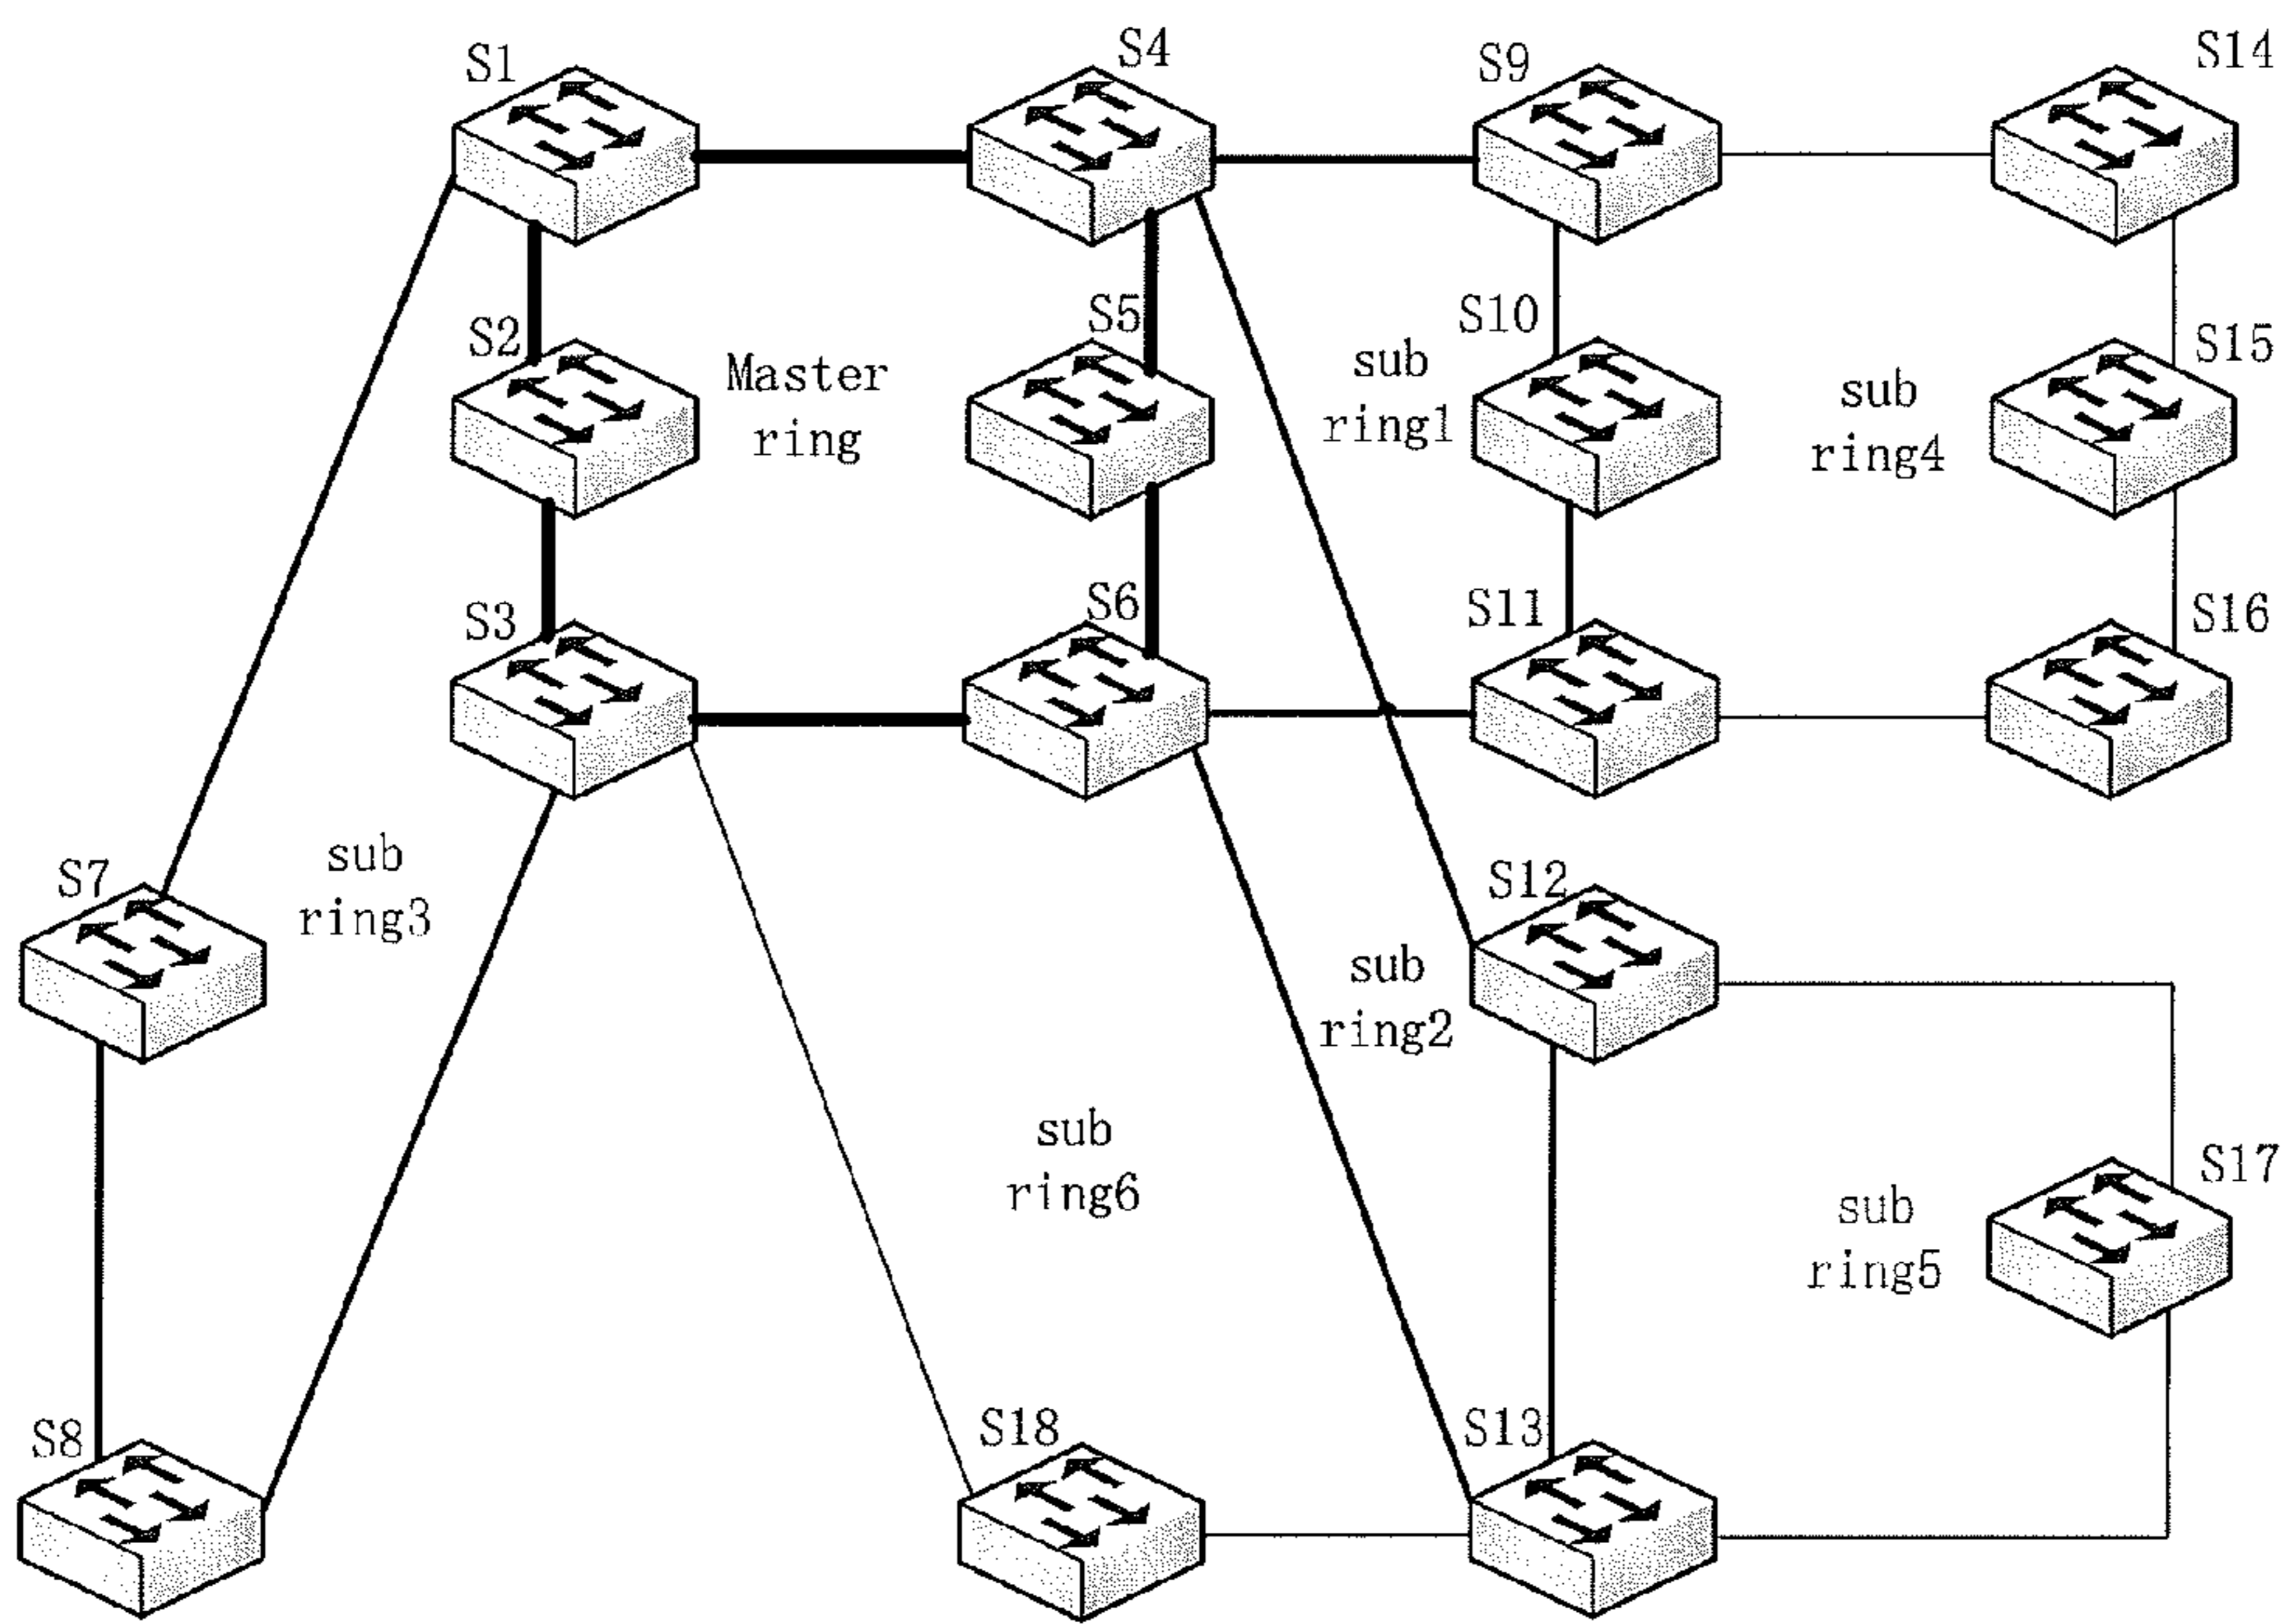 S1
S4
S9
S14
S2
S5
S10
S15
Master
ring
sub
ring1
sub
ring4
S3
S6
S11
S16
S7
sub
ring3
S12
sub
ring2
sub
ring6
S17
sub
ring5
S8
S18
S13